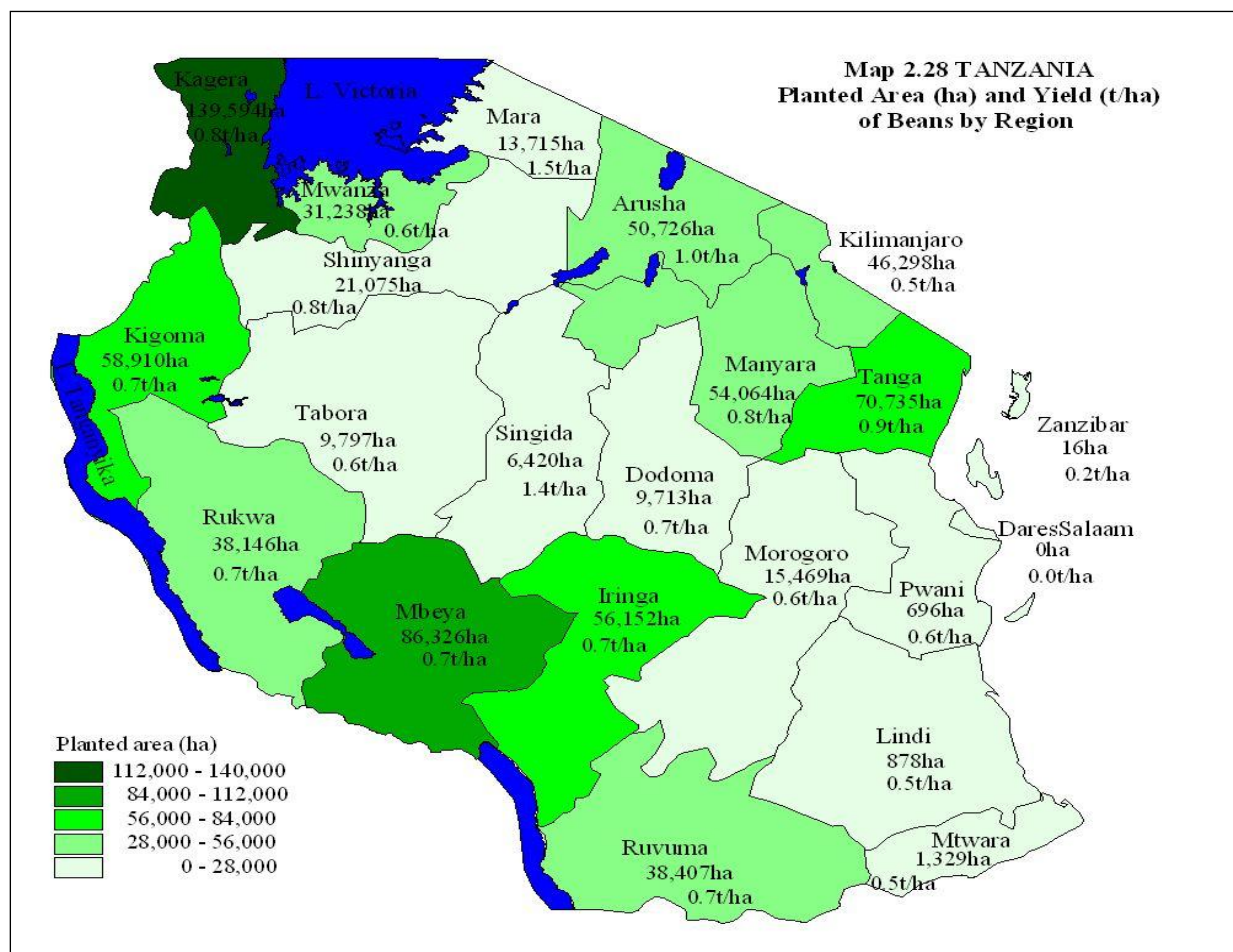 Map 2.28 TANZANIA
Planted Area (ha) and Yield (t/ha)
of Beans by Region
Kagera
139,594ha
0.8t/ha
L. Victoria
Mara
13,715ha
1.5t/ha
Mwanza
31,238ha
0.6t/ha
Arusha
50,726ha
1.0t/ha
Kilimanjaro
46,298ha
0.5t/ha
Shinyanga
21,075ha
0.8t/ha
Kigoma
58,910ha
0.7t/ha
L. Tanganyika
Manyara
54,064ha
0.8t/ha
Tanga
70,735ha
0.9t/ha
Tabora
9,797ha
0.6t/ha
Singida
6,420ha
1.4t/ha
Dodoma
9,713ha
0.7t/ha
Zanzibar
16ha
0.2t/ha
Rukwa
38,146ha
0.7t/ha
DaresSalaam
0ha
0.0t/ha
Morogoro
15,469ha
0.6t/ha
Pwani
696ha
0.6t/ha
Mbeya
86,326ha
0.7t/ha
Iringa
56,152ha
0.7t/ha
Lindi
878ha
0.5t/ha
Mtwara
1,329ha
0.5t/ha
Ruvuma
38,407ha
0.7t/ha
Planted area (ha)
112,000 - 140,000
84,000 - 112,000
56,000 - 84,000
28,000 - 56,000
0 - 28,000